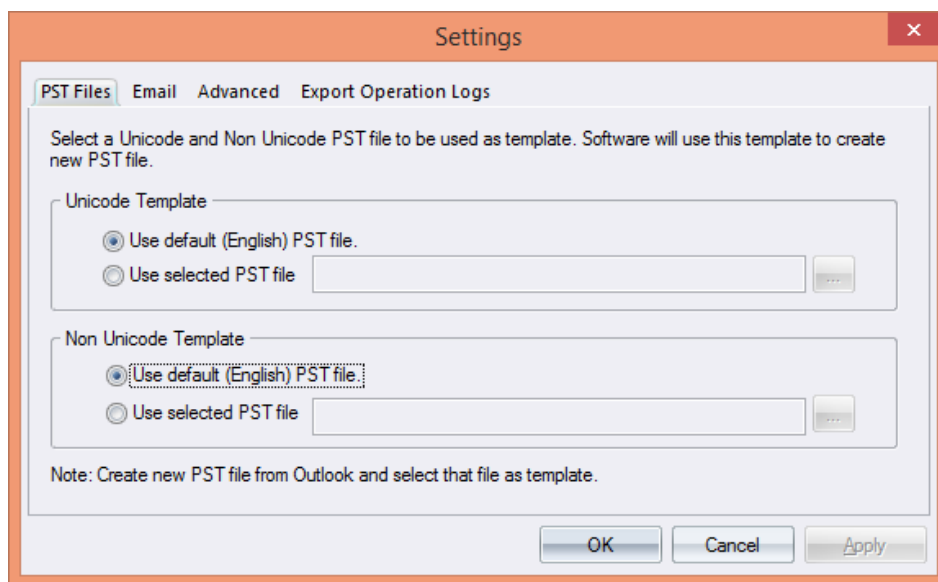 Settings
PST Files Email Advanced Export Operation Logs
Select a Unicode and Non Unicode PST file to be used as template. Software will use this template to create
new PST file.
Unicode Template
Use default (English) PST file.
Use selected PST file ...
Non Unicode Template
Use default (English) PST file.
Use selected PST file ...
Note: Create new PST file from Outlook and select that file as template.
OK Cancel Apply